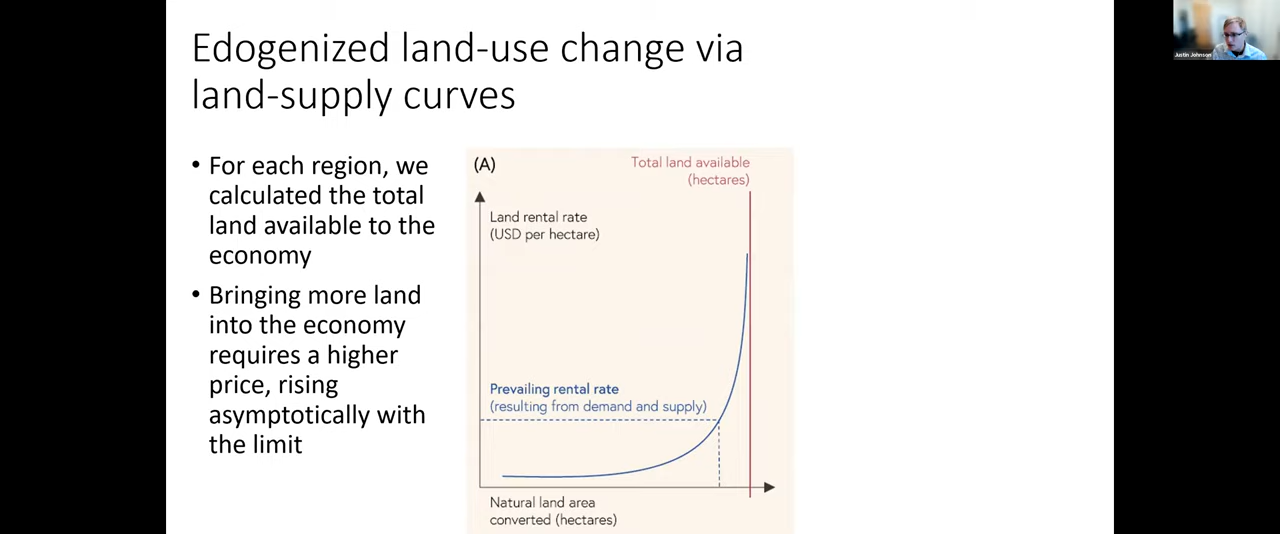 Edogenized land-use change via
land-supply curves
• For each region, we
calculated the total
land available to the
economy
• Bringing more land
into the economy
requires a higher
price, rising
asymptotically with
the limit
(A)
Total land available
(hectares)
Land rental rate
(USD per hectare)
Prevailing rental rate
(resulting from demand and supply)
Natural land area
converted (hectares)
Justin Johnson